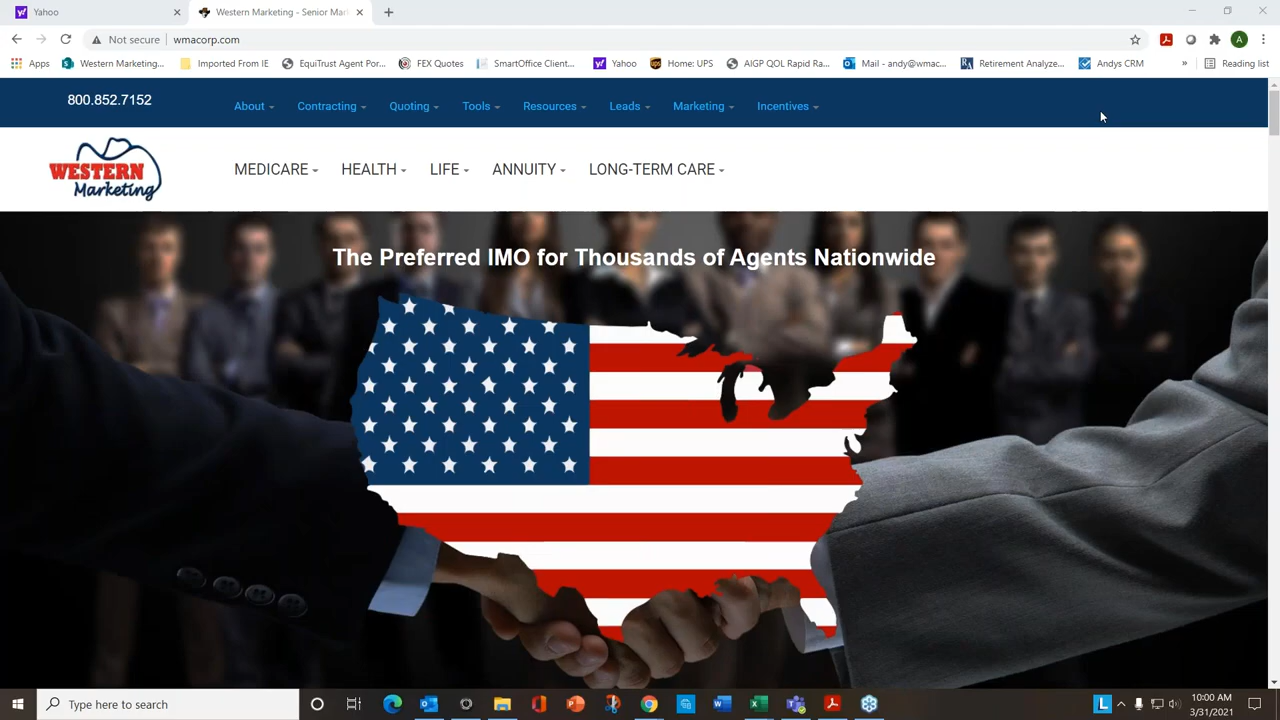 Yahoo
Western Marketing - Senior Mar
Not secure
wmacorp.com
Apps
Western Marketing...
Imported From IE
EquiTrust Agent Por...
FEX Quotes
SmartOffice Client...
Yahoo
Home: UPS
AIGP QOL Rapid Ra...
Mail - andy@wmac...
Retirement Analyze...
Andys CRM
»
Reading list
800.852.7152
About
Contracting
Quoting
Tools
Resources
Leads
Marketing
Incentives
WESTERN
Marketing
MEDICARE
HEALTH
LIFE
ANNUITY
LONG-TERM CARE
The Preferred IMO for Thousands of Agents Nationwide
Type here to search
10:00 AM
3/31/2021